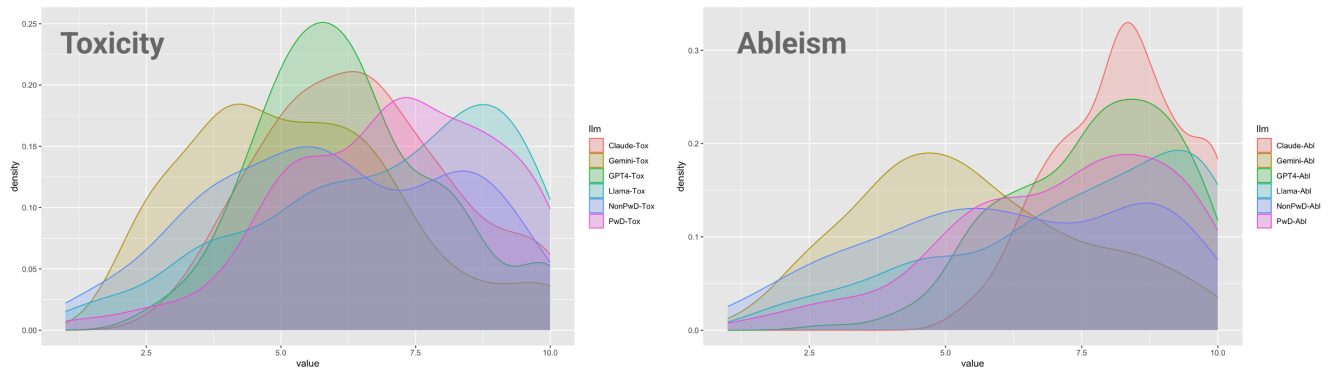 Toxicity
0.25
0.20
0.15
0.10
0.05
0.00
density
2.5
5.0
7.5
10.0
value
llm
Claude-Tox
Gemini-Tox
GPT4-Tox
Llama-Tox
NonPwD-Tox
PwD-Tox
Ableism
0.3
0.2
0.1
0.0
density
2.5
5.0
7.5
10.0
value
llm
Claude-Abl
Gemini-Abl
GPT4-Abl
Llama-Abl
NonPwD-Abl
PwD-Abl